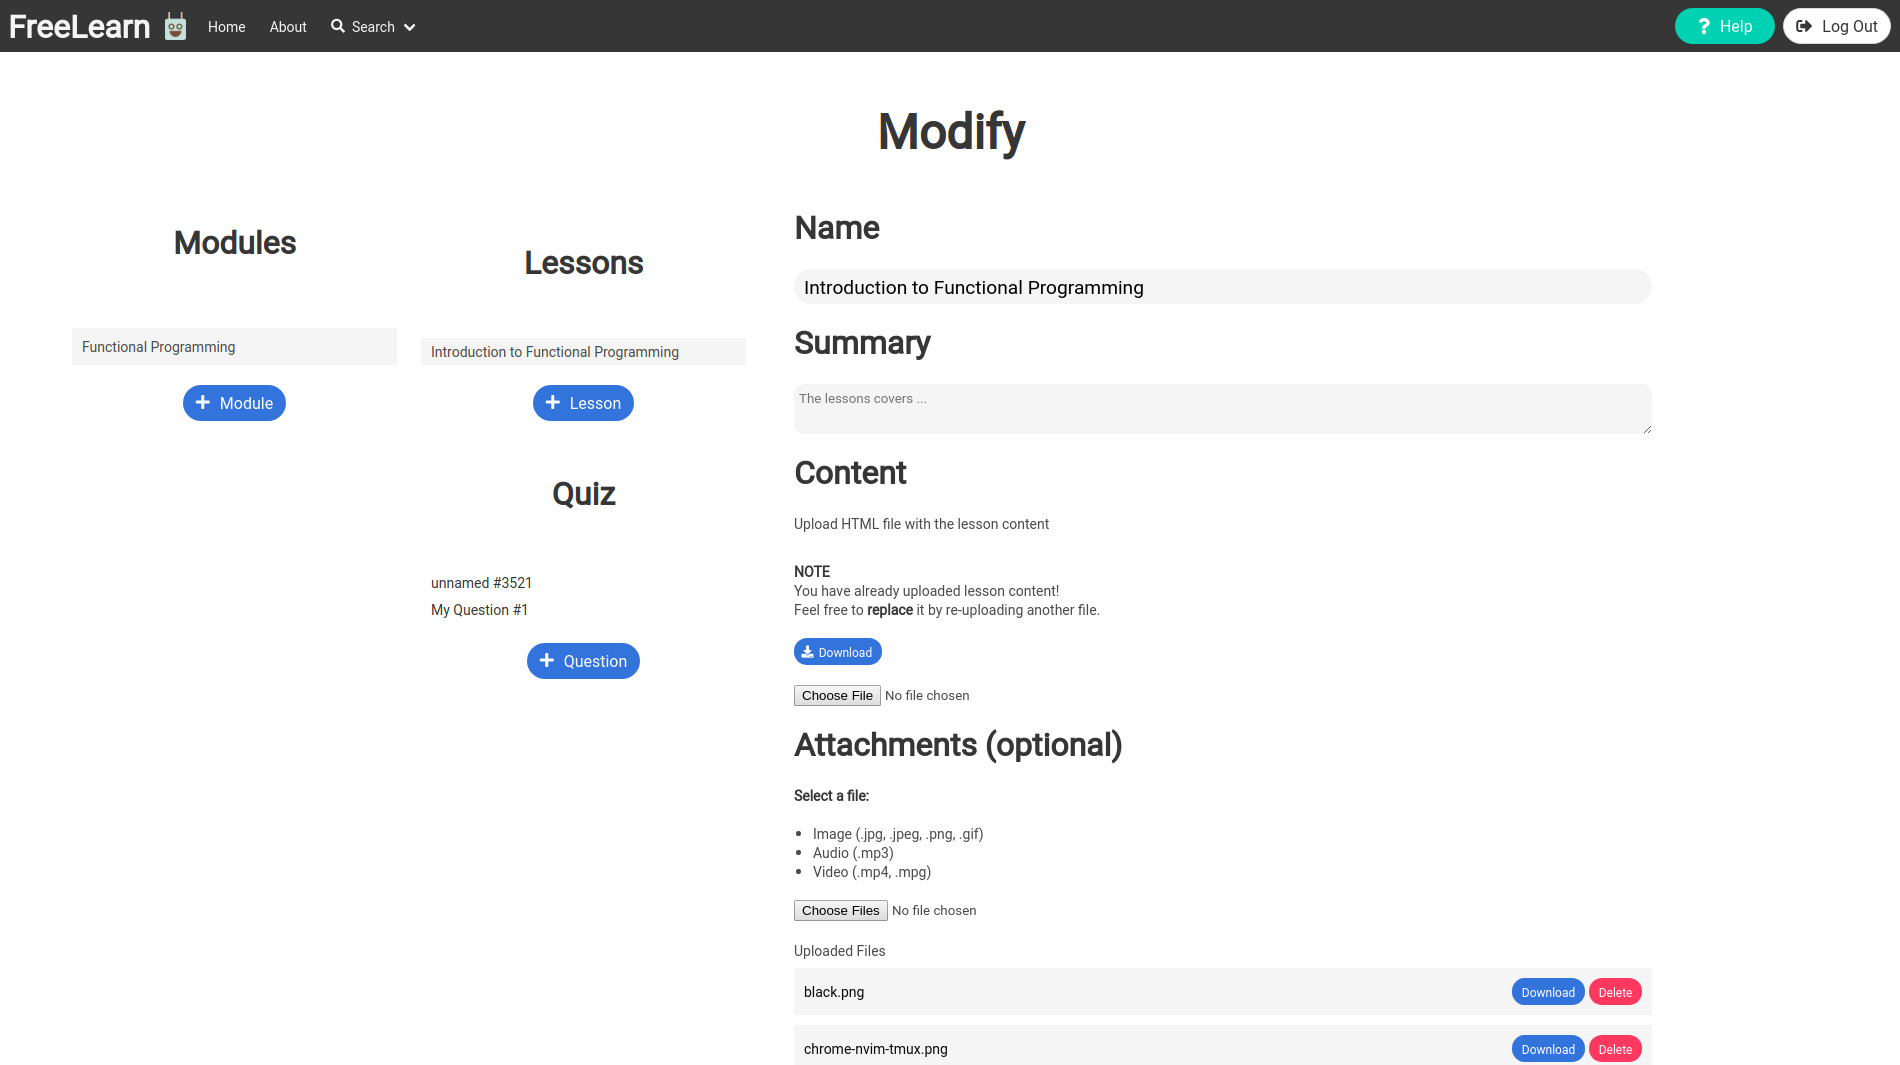 FreeLearn
Home
About
Search
Help
Log Out
Modify
Modules
Functional Programming
Module
Lessons
Introduction to Functional Programming
Lesson
Quiz
unnamed #3521
My Question #1
Question
Name
Introduction to Functional Programming
Summary
The lessons covers ...
Content
Upload HTML file with the lesson content
NOTE
You have already uploaded lesson content!
Feel free to replace it by re-uploading another file.
Download
Choose File No file chosen
Attachments (optional)
Select a file:
Image (.jpg, .jpeg, .png, .gif)
Audio (.mp3)
Video (.mp4, .mpg)
Choose Files No file chosen
Uploaded Files
black.png Download Delete
chrome-nvim-tmux.png Download Delete